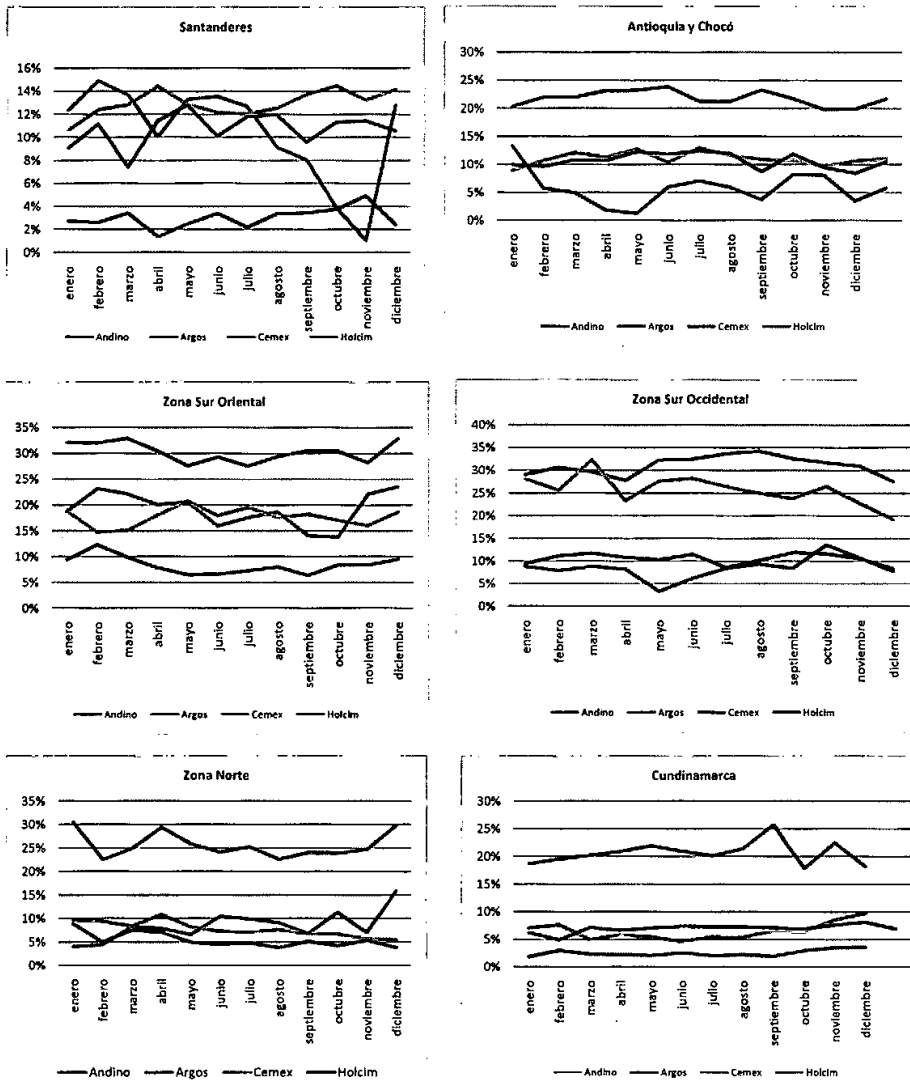 Santanderes
16%
14%
12%
10%
8%
6%
4%
2%
0%
enero
febrero
marzo
abril
mayo
junio
julio
agosto
septiembre
octubre
noviembre
diciembre
Andino Argos Cemex Holcim
Antioquia y Chocó
30%
25%
20%
15%
10%
5%
0%
enero
febrero
marzo
abril
mayo
junio
julio
agosto
septiembre
octubre
noviembre
diciembre
Andino Argos Cemex Holcim
Zona Sur Oriental
35%
30%
25%
20%
15%
10%
5%
0%
enero
febrero
marzo
abril
mayo
junio
julio
agosto
septiembre
octubre
noviembre
diciembre
Andino Argos Cemex Holcim
Zona Sur Occidental
40%
35%
30%
25%
20%
15%
10%
5%
0%
enero
febrero
marzo
abril
mayo
junio
julio
agosto
septiembre
octubre
noviembre
diciembre
Andino Argos Cemex Holcim
Zona Norte
35%
30%
25%
20%
15%
10%
5%
0%
enero
febrero
marzo
abril
mayo
junio
julio
agosto
septiembre
octubre
noviembre
diciembre
Andino Argos Cemex Holcim
Cundinamarca
30%
25%
20%
15%
10%
5%
0%
enero
febrero
marzo
abril
mayo
junio
julio
agosto
septiembre
octubre
noviembre
diciembre
Andino Argos Cemex Holcim